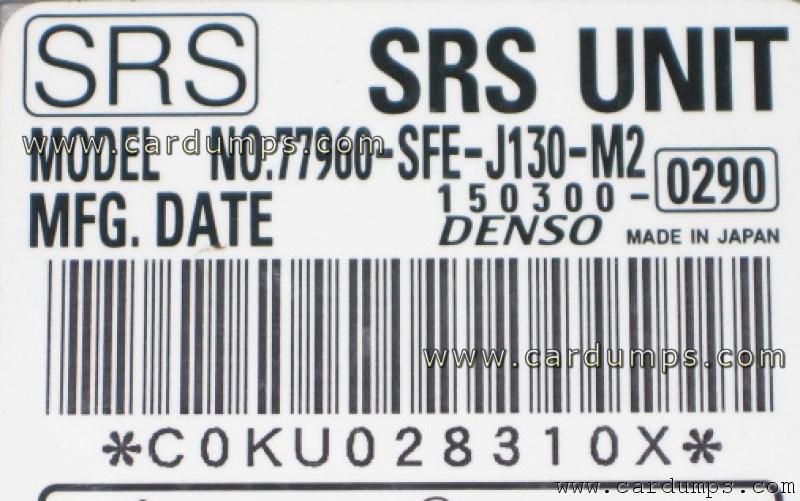 SRS SRS UNIT
www.cardumps.com
MODEL NO.77960-SFE-J130-M2
150300-0290
MFG. DATE DENSO MADE IN JAPAN
www.cardumps.com
*C0KU028310X*
www.cardumps.com